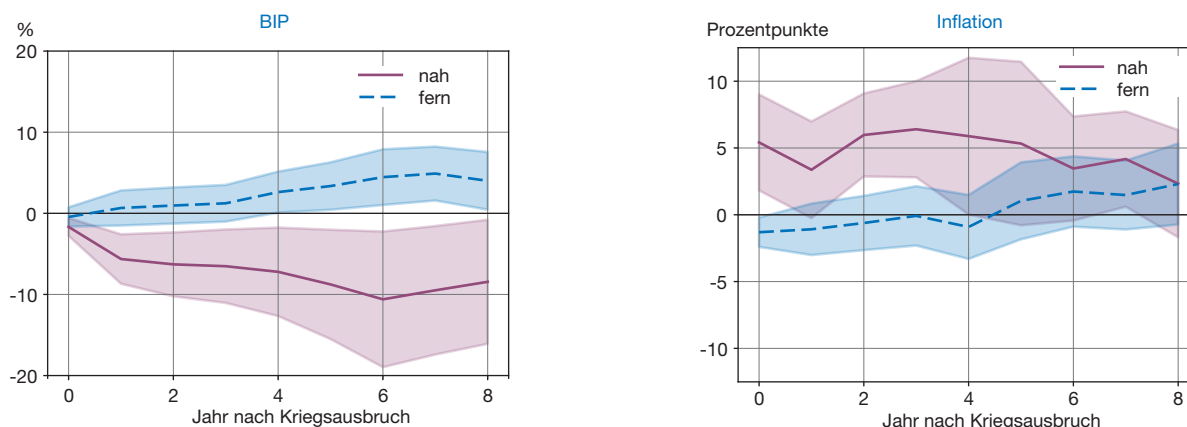 BIP
%
20
10
0
-10
-20
nah
fern
0 2 4 6 8
Jahr nach Kriegsausbruch
Inflation
Prozentpunkte
10
5
0
-5
-10
nah
fern
0 2 4 6 8
Jahr nach Kriegsausbruch